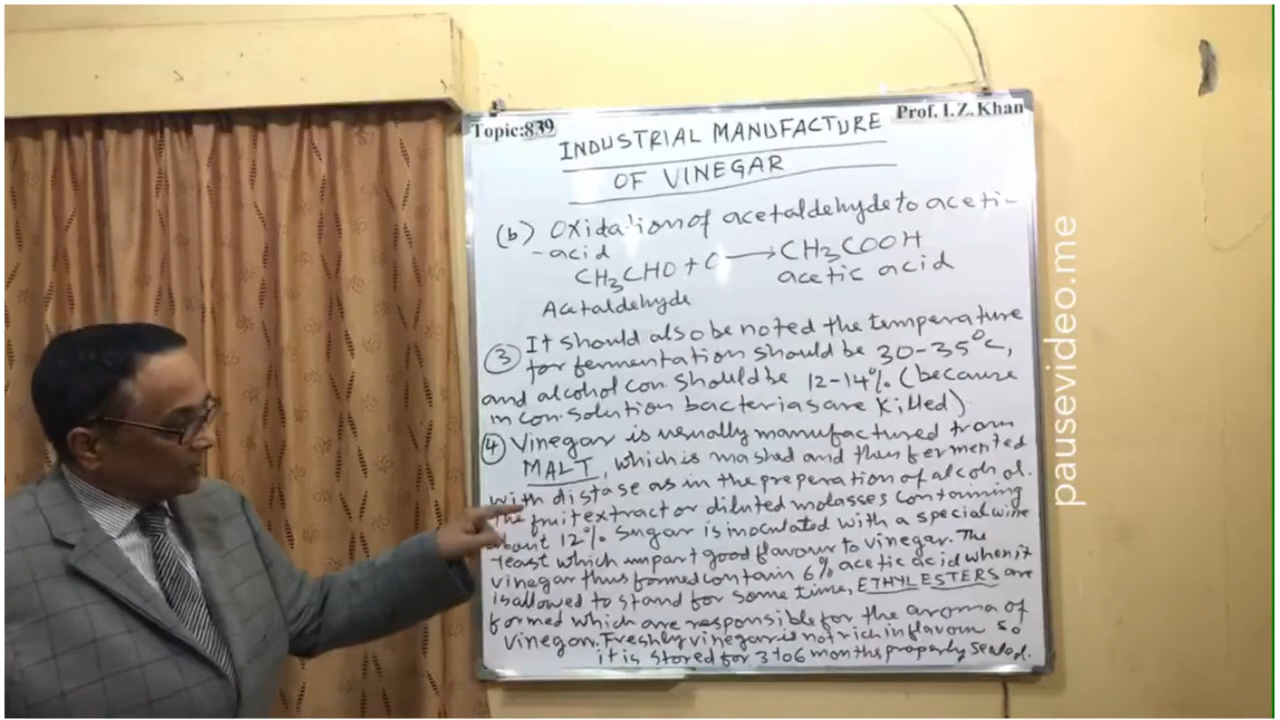 Topic:839
Prof. I.Z. Khan
INDUSTRIAL MANUFACTURE
OF VINEGAR
(b) Oxidation of acetaldehyde to aceti-
-acid
CH3CHO + O → CH3COOH
acetic acid
Acetaldehyde
③ It should also be noted the temperature
for fermentation should be 30-35°C,
and alcohol con. should be 12-14% (because
in con. solution bacterias are killed).
④ Vinegar is usually manufactured from
MALT, which is mashed and thus fermented
with distase as in the preperation of alcohol.
The fruit extract or diluted molasses containing
about 12% sugar is inoculated with a special wine
yeast which impart good flavour to vinegar. The
vinegar thus formed contain 6% acetic acid when it
is allowed to stand for some time, ETHYL ESTERS are
formed which are responsible for the aroma of
vinegar. Freshly vinegar is not rich in flavour so
it is stored for 3 to 6 months properly sealed.
pausevideo.me